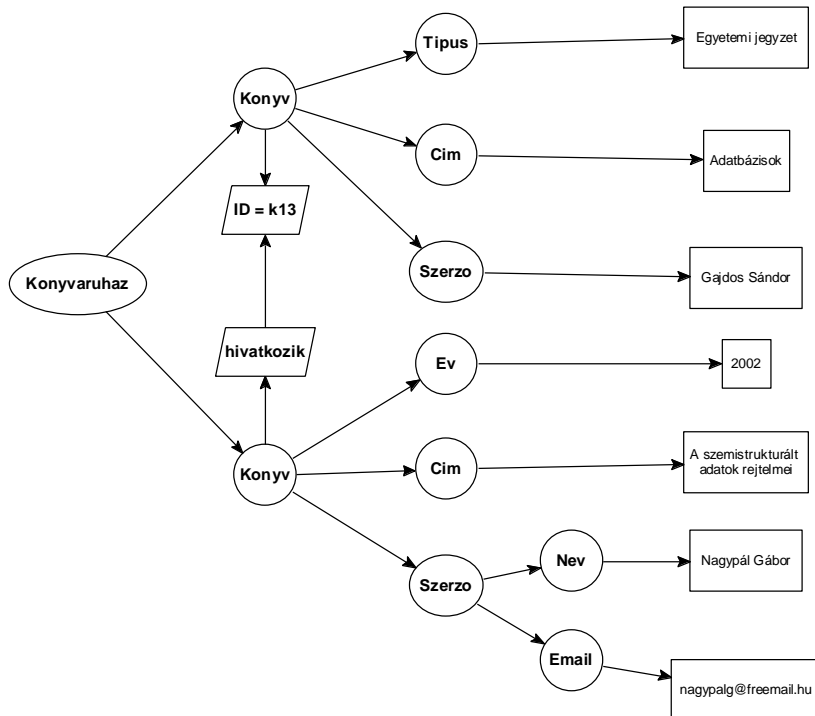 Tipus
Egyetemi jegyzet
Konyv
Cim
Adatbázisok
ID = k13
Szerzo
Gajdos Sándor
Konyvaruhaz
hivatkozik
Ev
2002
Konyv
Cim
A szemistrukturált
adatok rejtelmei
Szerzo
Nev
Nagypál Gábor
Email
nagypalg@freemail.hu